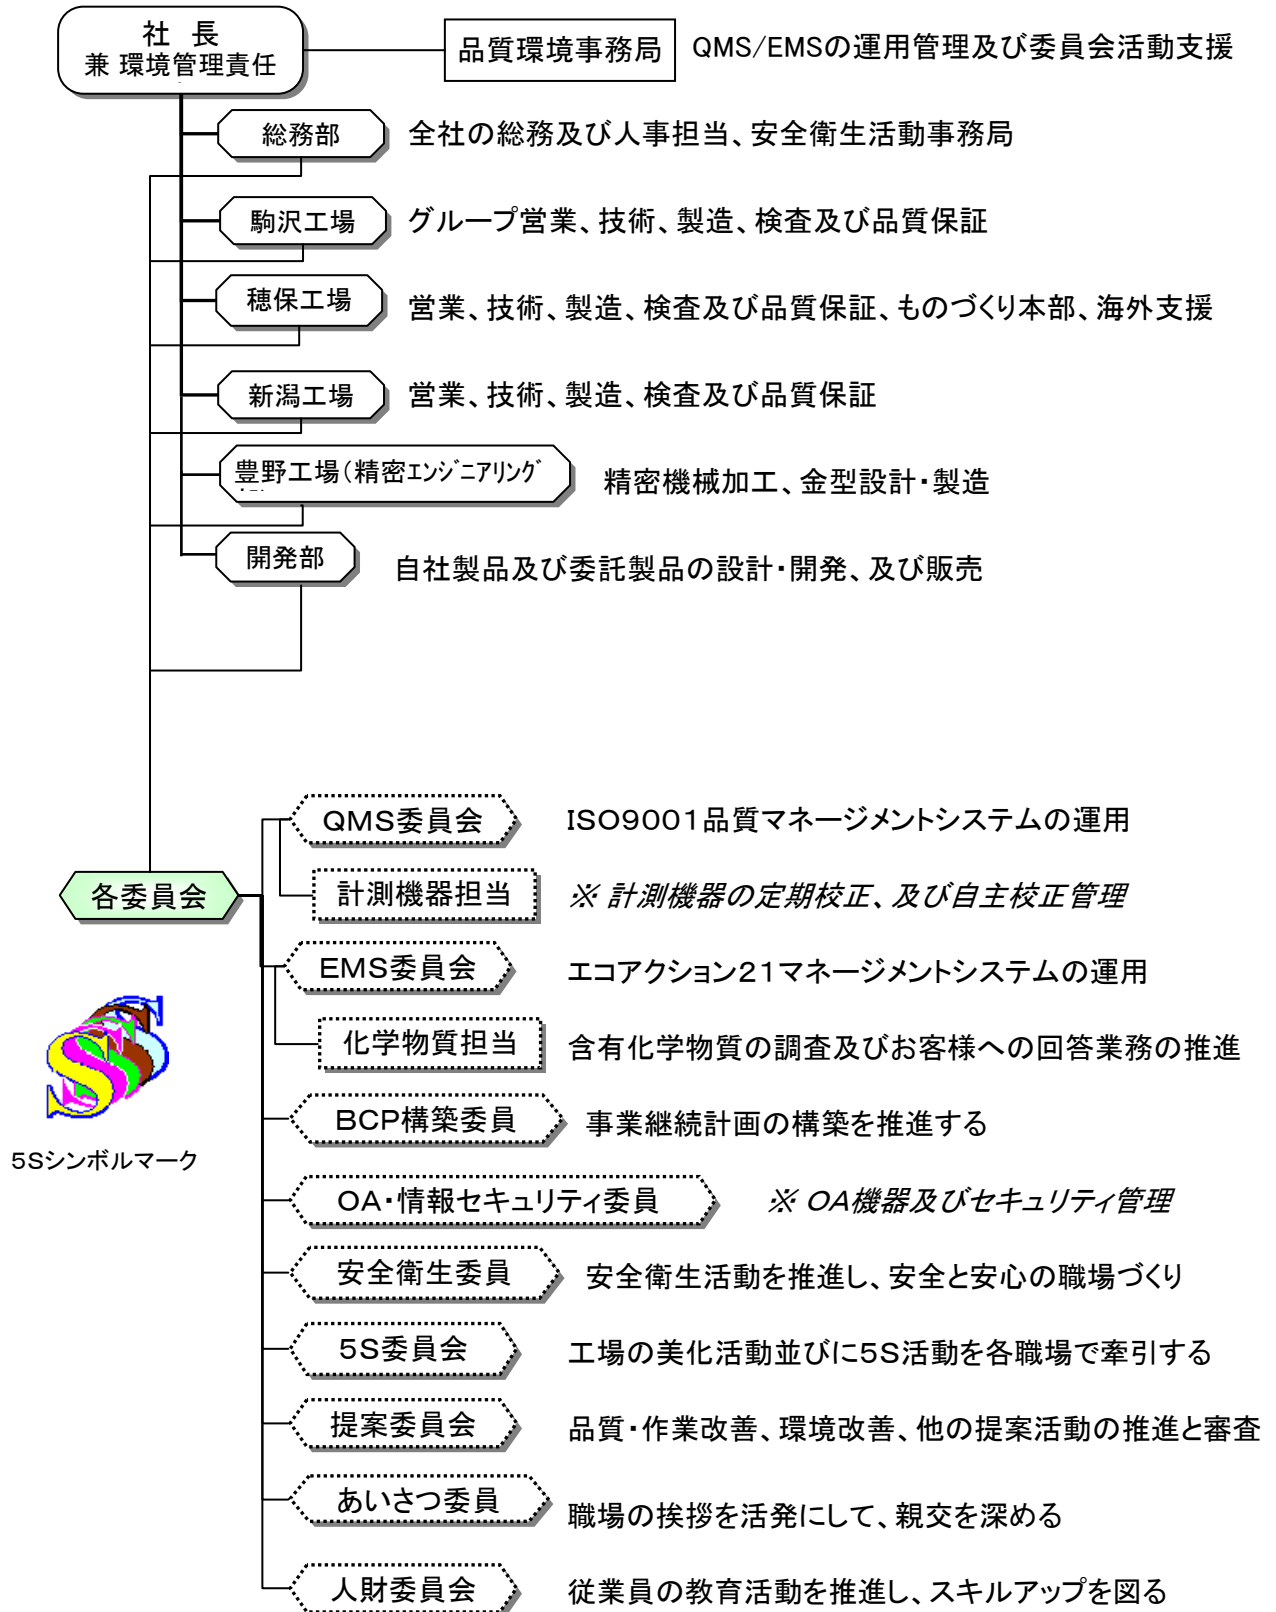 社 長
兼 環境管理責任
品質環境事務局
QMS/EMSの運用管理及び委員会活動支援
総務部
全社の総務及び人事担当、安全衛生活動事務局
駒沢工場
グループ営業、技術、製造、検査及び品質保証
穂保工場
営業、技術、製造、検査及び品質保証、ものづくり本部、海外支援
新潟工場
営業、技術、製造、検査及び品質保証
豊野工場(精密ｴﾝｼﾞﾆｱﾘﾝｸﾞ
精密機械加工、金型設計・製造
開発部
自社製品及び委託製品の設計・開発、及び販売
QMS委員会
ISO9001品質マネージメントシステムの運用
各委員会
計測機器担当
※ 計測機器の定期校正、及び自主校正管理
EMS委員会
エコアクション21マネージメントシステムの運用
化学物質担当
含有化学物質の調査及びお客様への回答業務の推進
SSSSS
5Sシンボルマーク
BCP構築委員
事業継続計画の構築を推進する
OA・情報セキュリティ委員
※ OA機器及びセキュリティ管理
安全衛生委員
安全衛生活動を推進し、安全と安心の職場づくり
5S委員会
工場の美化活動並びに5S活動を各職場で牽引する
提案委員会
品質・作業改善、環境改善、他の提案活動の推進と審査
あいさつ委員
職場の挨拶を活発にして、親交を深める
人財委員会
従業員の教育活動を推進し、スキルアップを図る